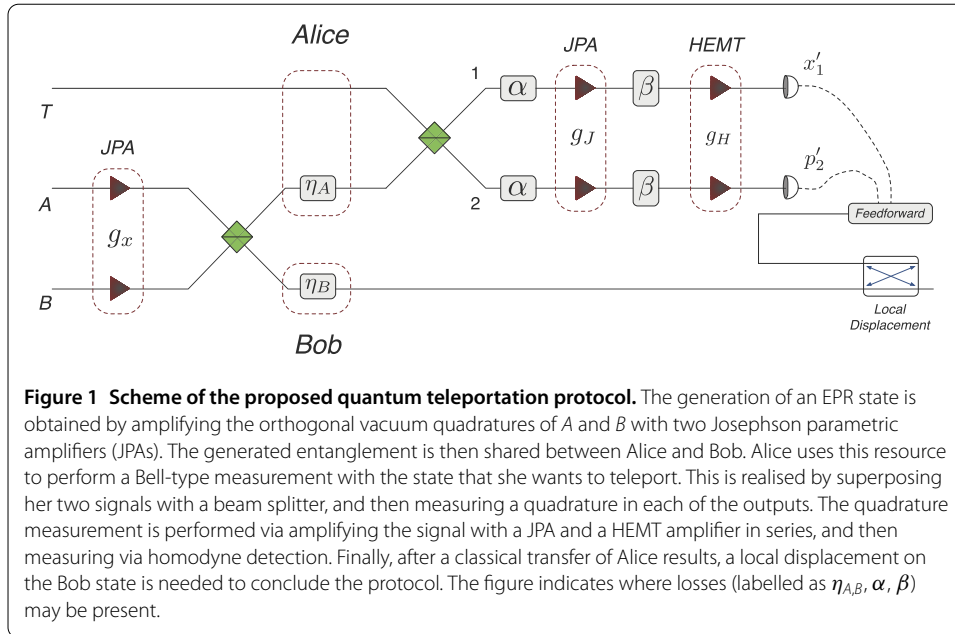 Alice
JPA
HEMT
1
α
β
x′₁
T
JPA
g_J
g_H
p′₂
A
η_A
2
α
β
Feedforward
g_x
B
η_B
Local
Displacement
Bob
Figure 1 Scheme of the proposed quantum teleportation protocol. The generation of an EPR state is
obtained by amplifying the orthogonal vacuum quadratures of A and B with two Josephson parametric
amplifiers (JPAs). The generated entanglement is then shared between Alice and Bob. Alice uses this resource
to perform a Bell-type measurement with the state that she wants to teleport. This is realised by superposing
her two signals with a beam splitter, and then measuring a quadrature in each of the outputs. The quadrature
measurement is performed via amplifying the signal with a JPA and a HEMT amplifier in series, and then
measuring via homodyne detection. Finally, after a classical transfer of Alice results, a local displacement on
the Bob state is needed to conclude the protocol. The figure indicates where losses (labelled as η_A,B, α, β)
may be present.